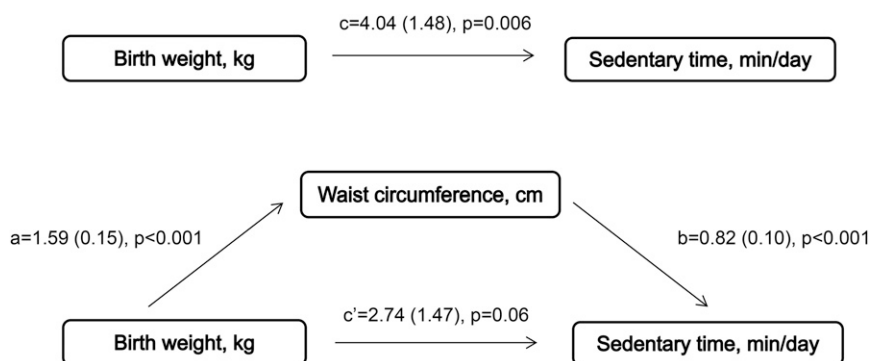 c=4.04 (1.48), p=0.006
Birth weight, kg
Sedentary time, min/day
Waist circumference, cm
a=1.59 (0.15), p<0.001
b=0.82 (0.10), p<0.001
c’=2.74 (1.47), p=0.06
Birth weight, kg
Sedentary time, min/day